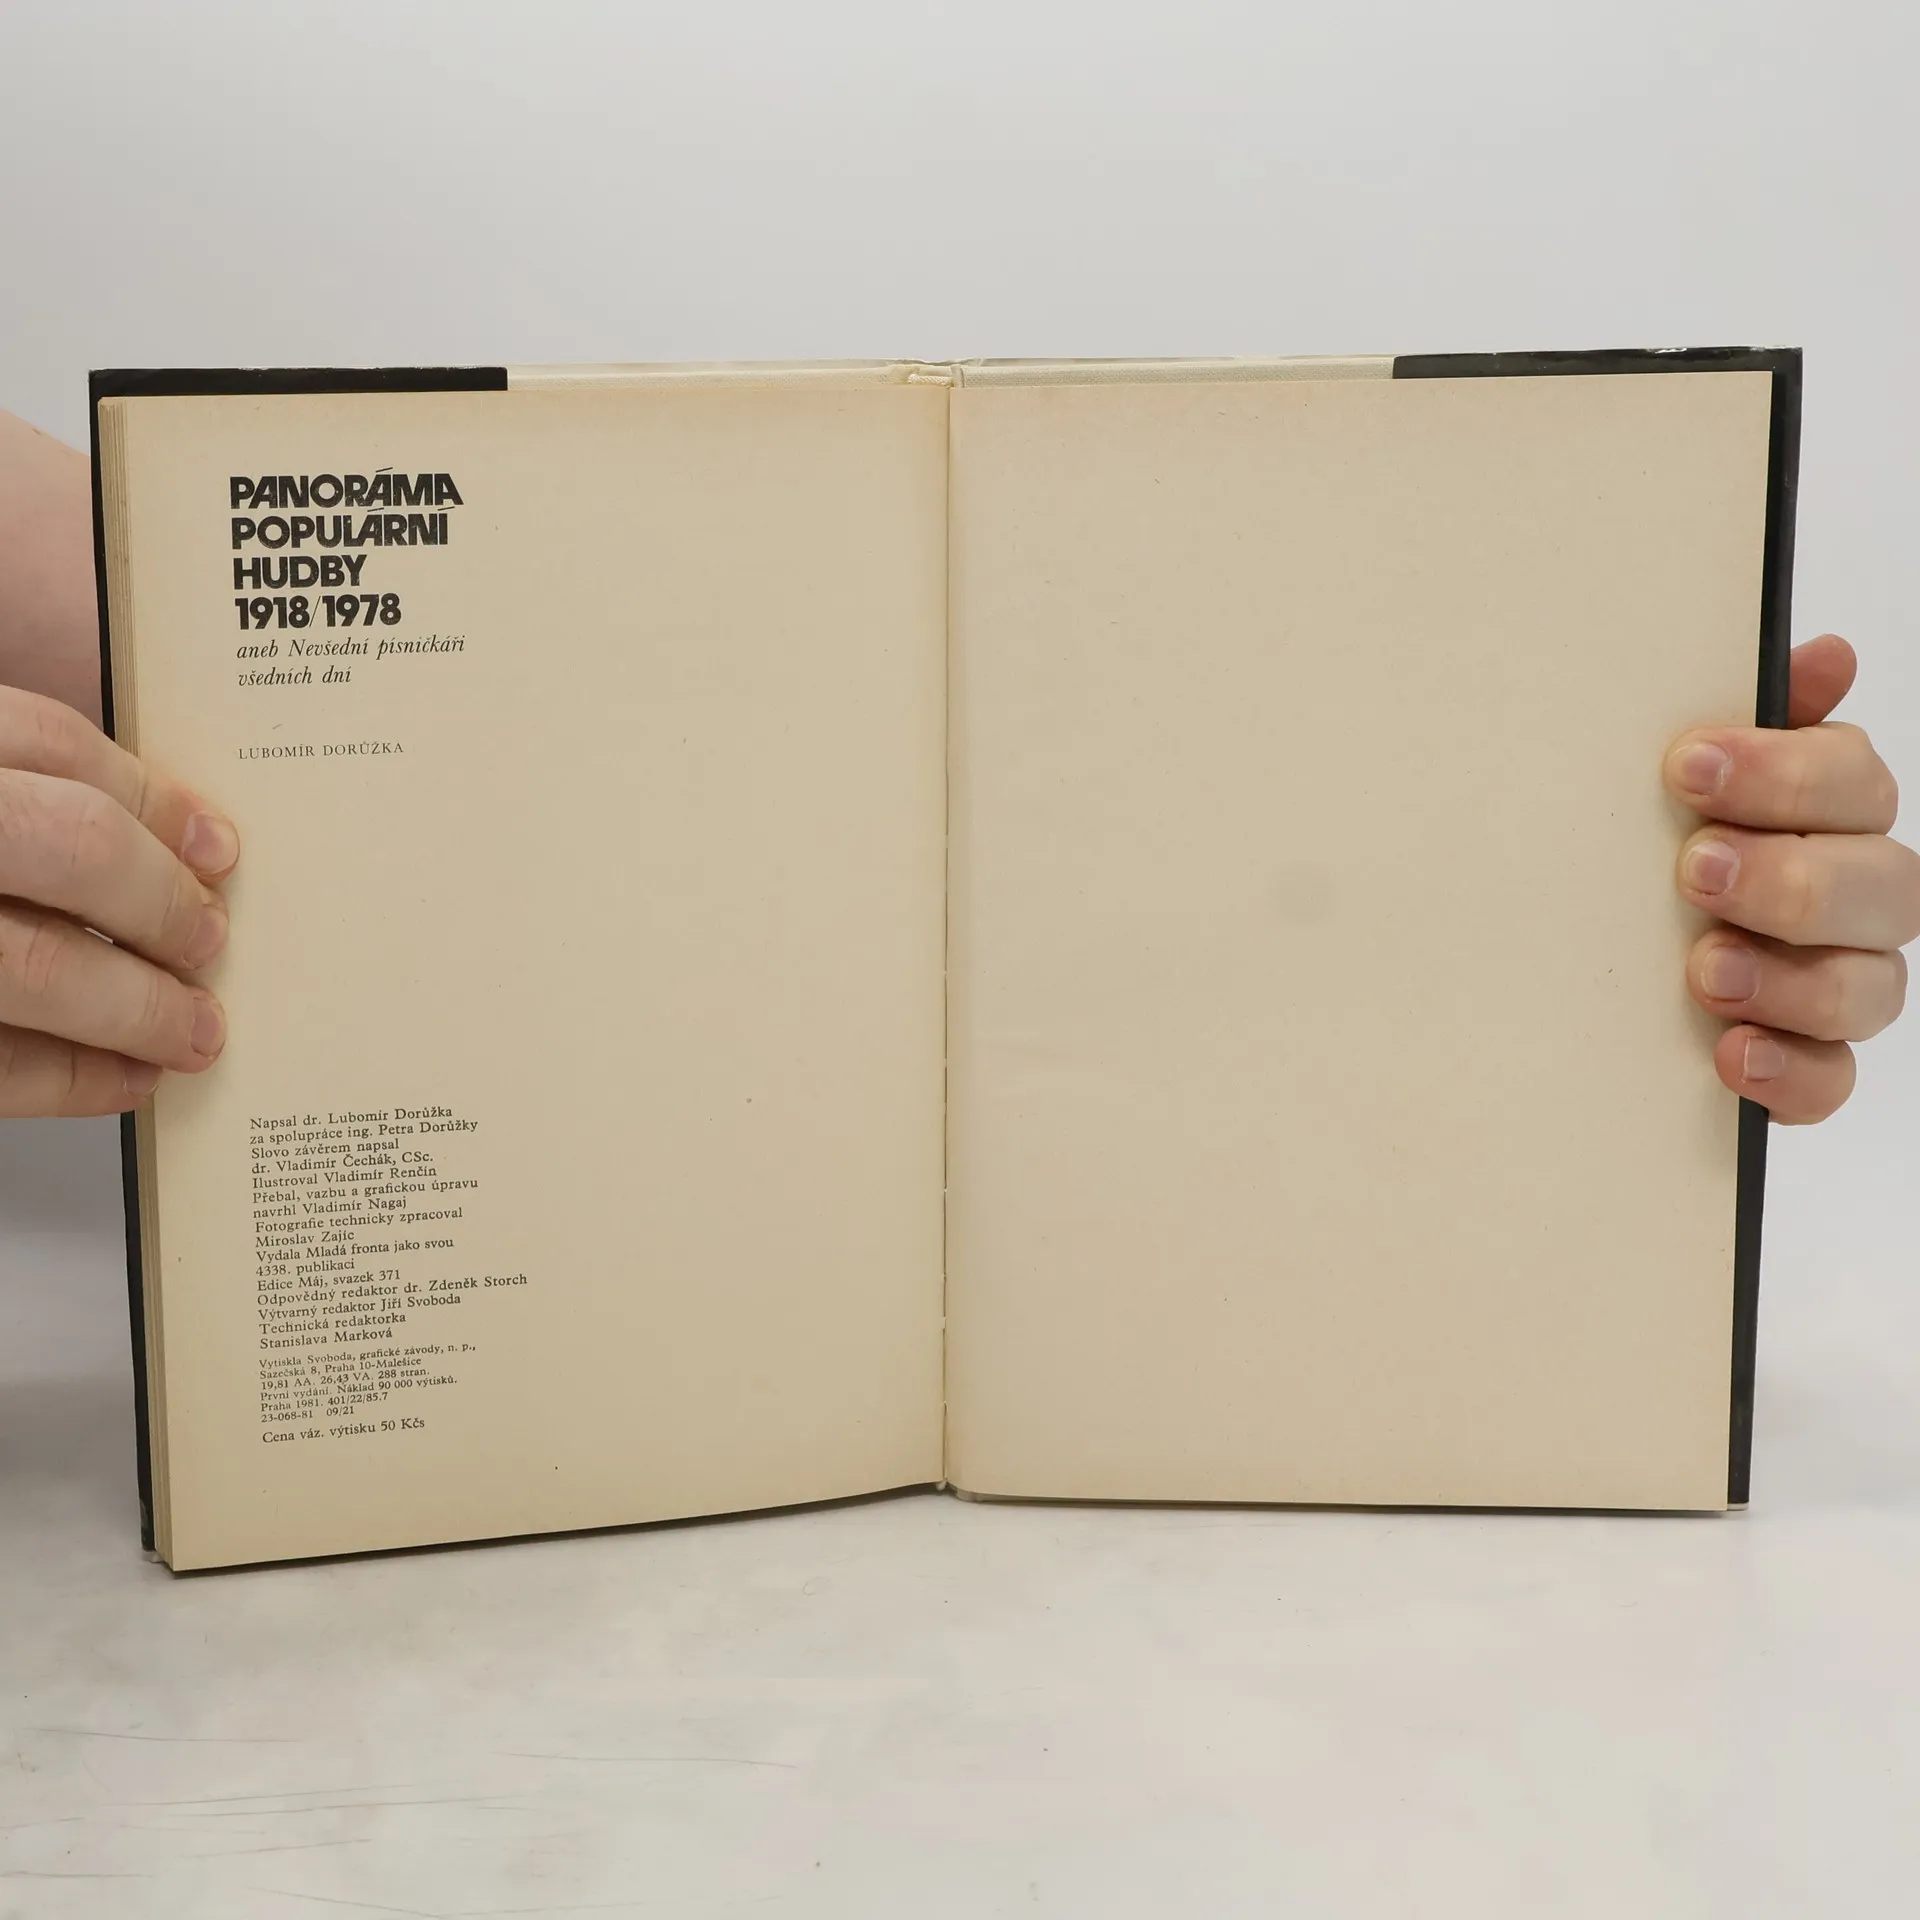 PANORÁMA
POPULÁRNÍ
HUDBY
1918/1978
aneb Nevšední písničkáři
všedních dní
LUBOMÍR DORŮŽKA
Napsal dr. Lubomír Dorůžka
za spolupráce ing. Petra Dorůžky
Slovo závěrem napsal
dr. Vladimír Čechák, CSc.
Ilustroval Vladimír Renčín
Přebal, vazbu a grafickou úpravu
navrhl Vladimír Nagaj
Fotografie technicky zpracoval
Miroslav Zajíc
Vydala Mladá fronta jako svou
4338. publikaci
Edice Máj, svazek 371
Odpovědný redaktor dr. Zdeněk Storch
Výtvarný redaktor Jiří Svoboda
Technická redaktorka
Stanislava Marková
Vytiskla Svoboda, grafické závody, n. p.,
Sazečská 8, Praha 10-Malešice
19,81 AA. 26,43 VA. 288 stran.
První vydání. Náklad 90 000 výtisků.
Praha 1981. 401/22/85.7
23-068-81 09/21
Cena váz. výtisku 50 Kčs